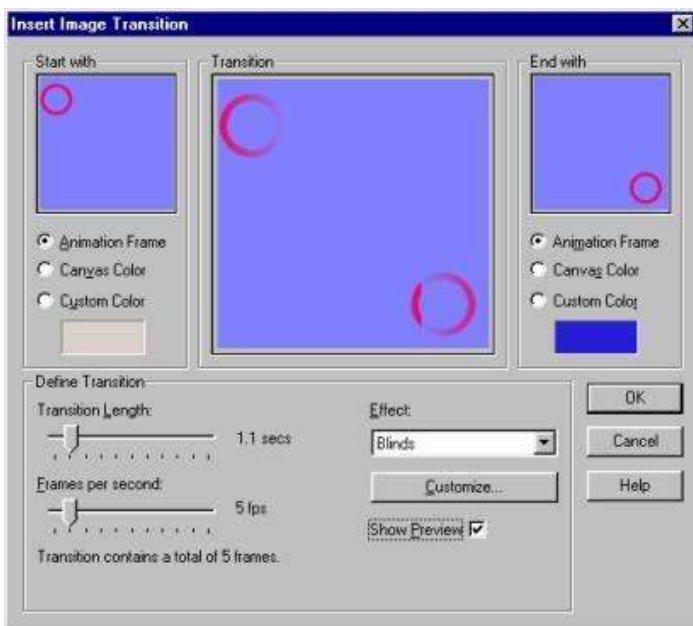 Insert Image Transition
Start with
Animation Frame
Canvas Color
Custom Color
Transition
End with
Animation Frame
Canvas Color
Custom Color
Define Transition
Transition Length:
1.1 secs
Frames per second:
5 fps
Transition contains a total of 5 frames.
Effect:
Blinds
Customize...
Show Preview
OK
Cancel
Help